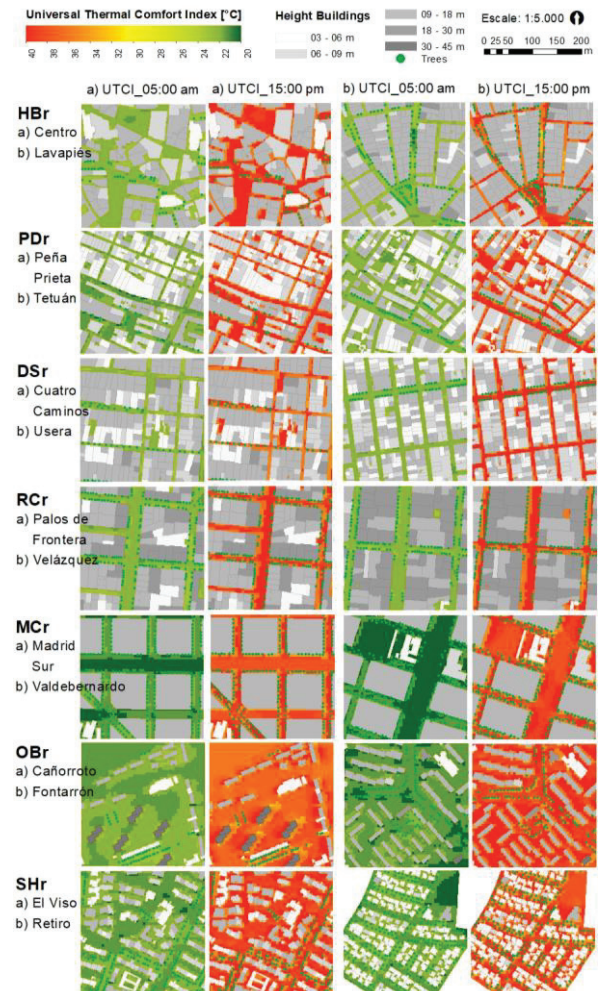 Universal Thermal Comfort Index [°C]
40 38 36 34 32 30 28 26 24 22 20
Height Buildings
03 - 06 m
06 - 09 m
09 - 18 m
18 - 30 m
30 - 45 m
Trees
Escale: 1:5.000
0 25 50 100 150 200
m
a) UTCI_05:00 am
a) UTCI_15:00 pm
b) UTCI_05:00 am
b) UTCI_15:00 pm
HBr
a) Centro
b) Lavapiés
PDr
a) Peña
Prieta
b) Tetuán
DSr
a) Cuatro
Caminos
b) Usera
RCr
a) Palos de
Frontera
b) Velázquez
MCr
a) Madrid
Sur
b) Valdebernardo
OBr
a) Cañorroto
b) Fontarrón
SHr
a) El Viso
b) Retiro